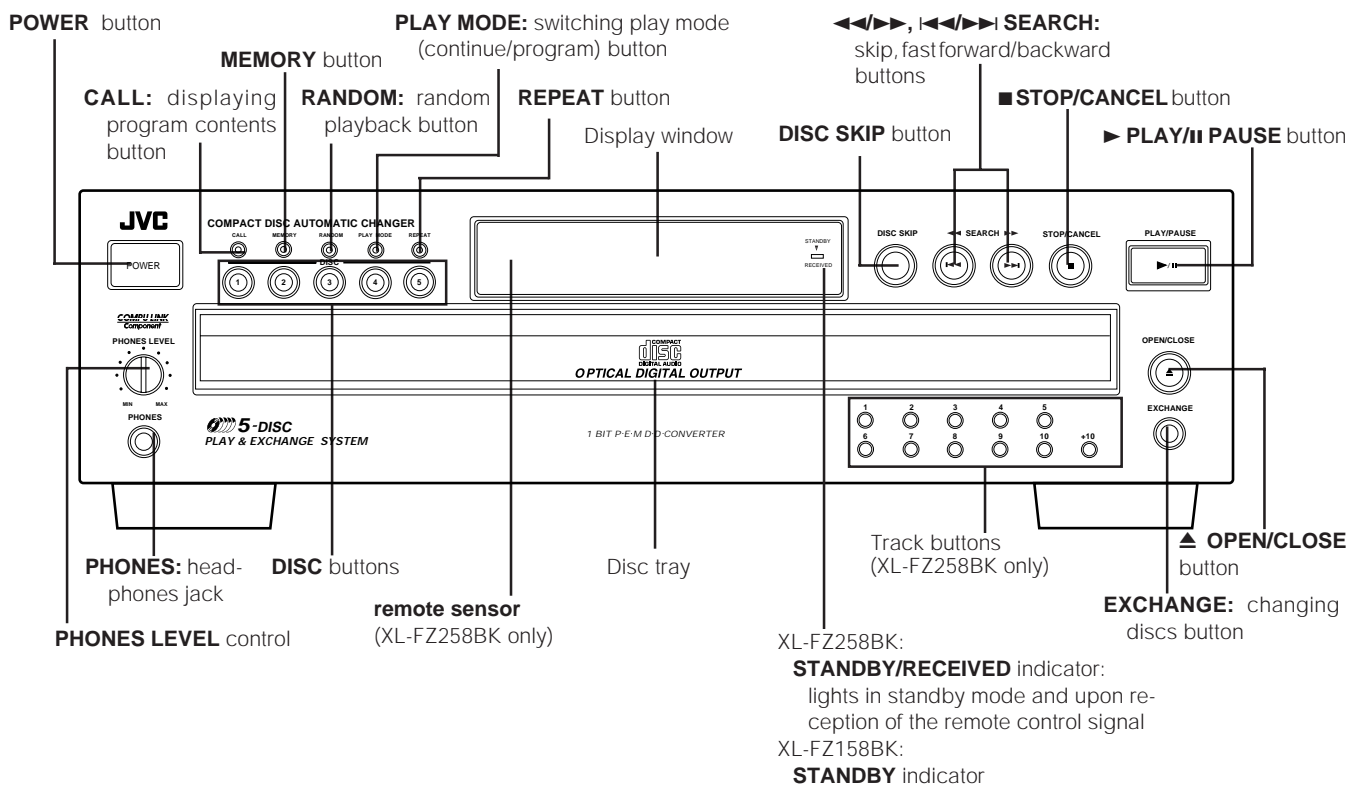 POWER button
PLAY MODE: switching play mode
(continue/program) button
◄◄/►►, I◄◄/►►I SEARCH:
skip, fast forward/backward
buttons
MEMORY button
CALL: displaying
program contents
button
RANDOM: random
playback button
REPEAT button
Display window
DISC SKIP button
■ STOP/CANCEL button
► PLAY/II PAUSE button
JVC
COMPACT DISC AUTOMATIC CHANGER
CALL MEMORY RANDOM PLAY MODE REPEAT
POWER
DISC
1 2 3 4 5
STANDBY
RECEIVED
DISC SKIP
◄◄ SEARCH ►►
STOP/CANCEL
PLAY/PAUSE
I◄◄ ►►I ■ ►/II
COMPU LINK
Component
PHONES LEVEL
MIN MAX
PHONES
COMPACT
disc
DIGITAL AUDIO
OPTICAL DIGITAL OUTPUT
OPEN/CLOSE
▲
EXCHANGE
5-DISC
PLAY & EXCHANGE SYSTEM
1 BIT P·E·M D·D·CONVERTER
1 2 3 4 5
6 7 8 9 10 +10
PHONES: head-
phones jack
DISC buttons
Disc tray
Track buttons
(XL-FZ258BK only)
▲ OPEN/CLOSE
button
PHONES LEVEL control
remote sensor
(XL-FZ258BK only)
EXCHANGE: changing
discs button
XL-FZ258BK:
STANDBY/RECEIVED indicator:
lights in standby mode and upon re-
ception of the remote control signal
XL-FZ158BK:
STANDBY indicator